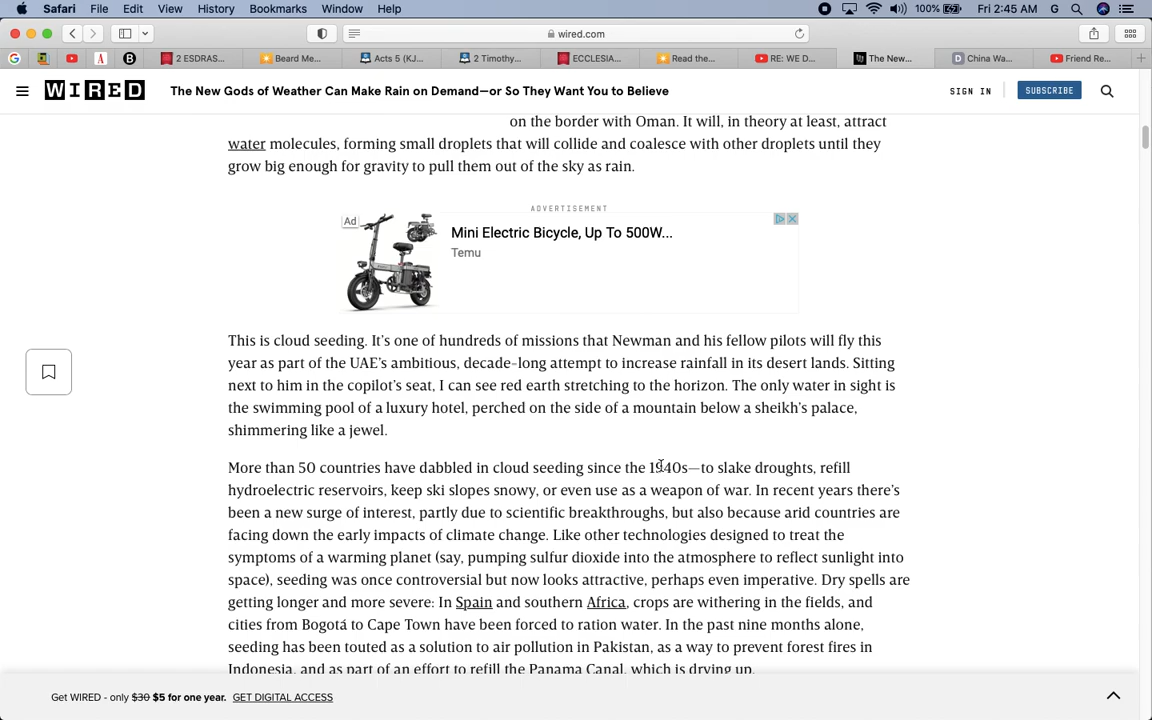 Safari File Edit View History Bookmarks Window Help 100% Fri 2:45 AM G
wired.com
2 ESDRAS... Beard Me... Acts 5 (KJ... 2 Timothy... ECCLESIA... Read the... RE: WE D... The New... China Wa... Friend Re...
WIRED The New Gods of Weather Can Make Rain on Demand—or So They Want You to Believe SIGN IN SUBSCRIBE
on the border with Oman. It will, in theory at least, attract
water molecules, forming small droplets that will collide and coalesce with other droplets until they
grow big enough for gravity to pull them out of the sky as rain.
ADVERTISEMENT
Ad
Mini Electric Bicycle, Up To 500W...
Temu
This is cloud seeding. It's one of hundreds of missions that Newman and his fellow pilots will fly this
year as part of the UAE's ambitious, decade-long attempt to increase rainfall in its desert lands. Sitting
next to him in the copilot's seat, I can see red earth stretching to the horizon. The only water in sight is
the swimming pool of a luxury hotel, perched on the side of a mountain below a sheikh's palace,
shimmering like a jewel.
More than 50 countries have dabbled in cloud seeding since the 1940s—to slake droughts, refill
hydroelectric reservoirs, keep ski slopes snowy, or even use as a weapon of war. In recent years there's
been a new surge of interest, partly due to scientific breakthroughs, but also because arid countries are
facing down the early impacts of climate change. Like other technologies designed to treat the
symptoms of a warming planet (say, pumping sulfur dioxide into the atmosphere to reflect sunlight into
space), seeding was once controversial but now looks attractive, perhaps even imperative. Dry spells are
getting longer and more severe: In Spain and southern Africa, crops are withering in the fields, and
cities from Bogotá to Cape Town have been forced to ration water. In the past nine months alone,
seeding has been touted as a solution to air pollution in Pakistan, as a way to prevent forest fires in
Indonesia, and as part of an effort to refill the Panama Canal, which is drying up.
Get WIRED - only $30 $5 for one year. GET DIGITAL ACCESS